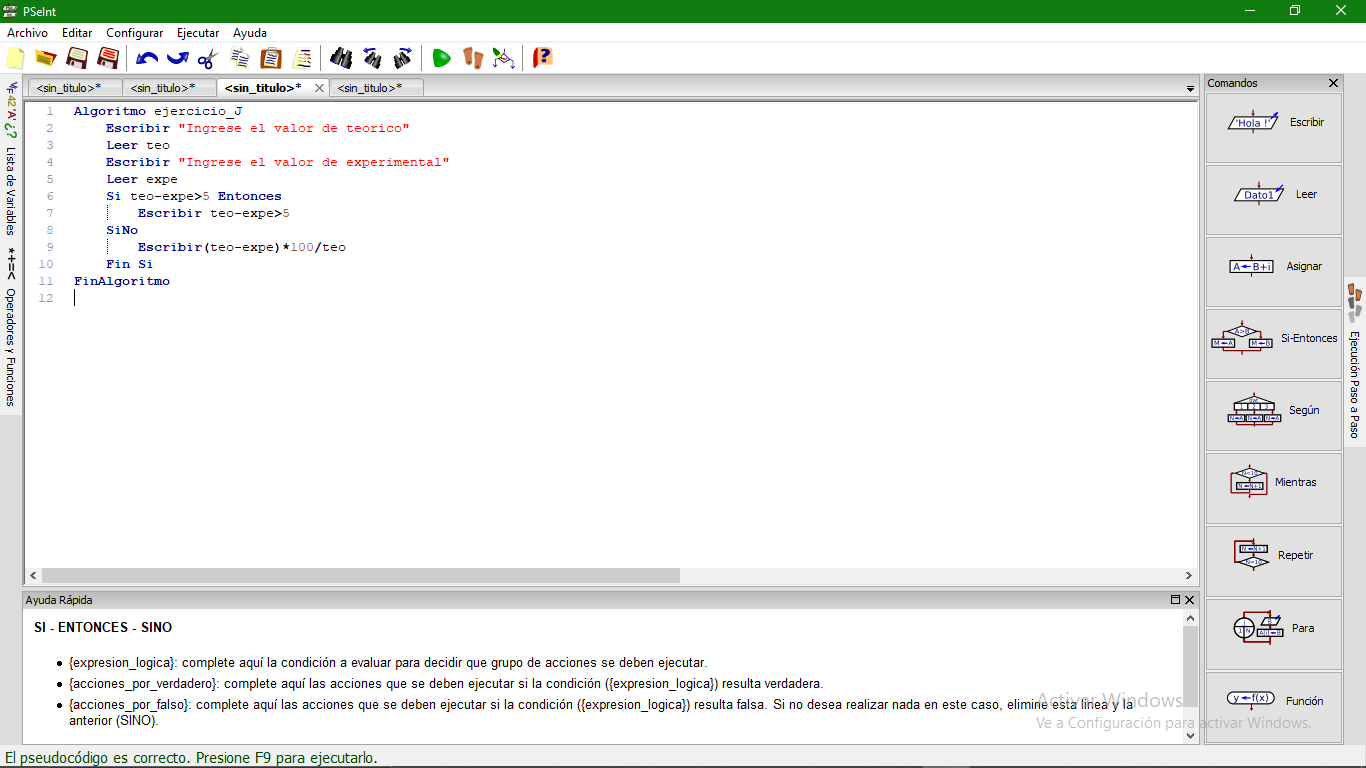 PSeInt
Archivo Editar Configurar Ejecutar Ayuda
<sin_titulo>* <sin_titulo>* <sin_titulo>* <sin_titulo>*
Lista de Variables
Operadores y Funciones
1 Algoritmo ejercicio_J
2 Escribir "Ingrese el valor de teorico"
3 Leer teo
4 Escribir "Ingrese el valor de experimental"
5 Leer expe
6 Si teo-expe>5 Entonces
7 Escribir teo-expe>5
8 SiNo
9 Escribir(teo-expe)*100/teo
10 Fin Si
11 FinAlgoritmo
12
Comandos
'Hola !' Escribir
Dato1 Leer
A←B+i Asignar
A>B M←A M←B Si-Entonces
Según
Mientras
Repetir
Para
y←f(x) Función
Ejecución Paso a Paso
Ayuda Rápida
SI - ENTONCES - SINO
• {expresion_logica}: complete aquí la condición a evaluar para decidir que grupo de acciones se deben ejecutar.
• {acciones_por_verdadero}: complete aquí las acciones que se deben ejecutar si la condición ({expresion_logica}) resulta verdadera.
• {acciones_por_falso}: complete aquí las acciones que se deben ejecutar si la condición ({expresion_logica}) resulta falsa. Si no desea realizar nada en este caso, elimine esta línea y la
anterior (SINO).
Activar Windows
Ve a Configuración para activar Windows.
El pseudocódigo es correcto. Presione F9 para ejecutarlo.